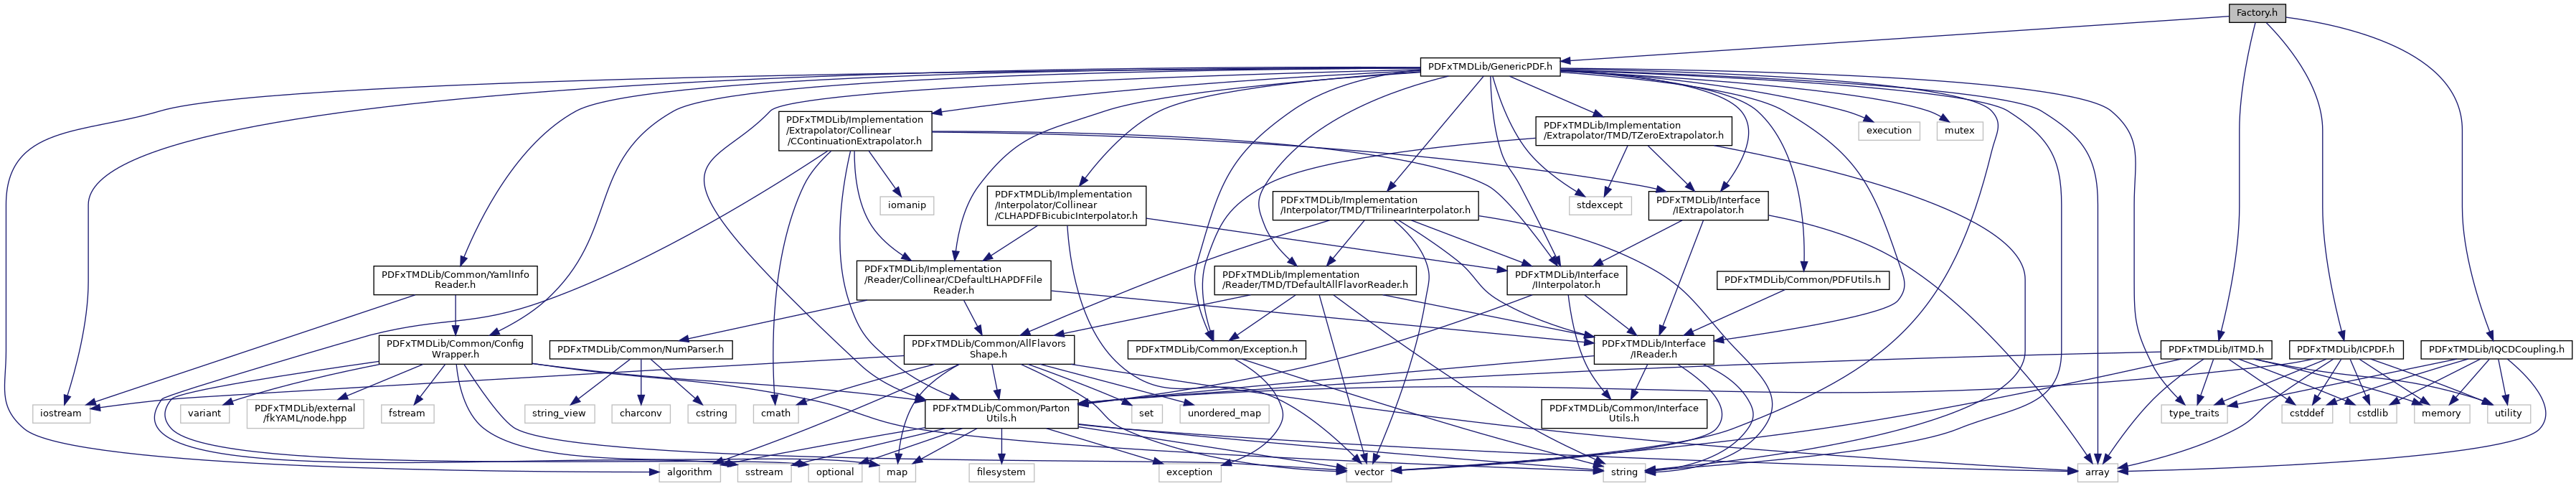 Factory.h
PDFxTMDLib/GenericPDF.h
PDFxTMDLib/Implementation
/Extrapolator/Collinear
/CContinuationExtrapolator.h
PDFxTMDLib/Implementation
/Extrapolator/TMD/TZeroExtrapolator.h
execution
mutex
PDFxTMDLib/Implementation
/Interpolator/Collinear
/CLHAPDFBicubicInterpolator.h
iomanip
PDFxTMDLib/Implementation
/Interpolator/TMD/TTrilinearInterpolator.h
stdexcept
PDFxTMDLib/Interface
/IExtrapolator.h
PDFxTMDLib/Common/YamlInfo
Reader.h
PDFxTMDLib/Implementation
/Reader/Collinear/CDefaultLHAPDFFile
Reader.h
PDFxTMDLib/Implementation
/Reader/TMD/TDefaultAllFlavorReader.h
PDFxTMDLib/Interface
/IInterpolator.h
PDFxTMDLib/Common/PDFUtils.h
PDFxTMDLib/Common/Config
Wrapper.h
PDFxTMDLib/Common/NumParser.h
PDFxTMDLib/Common/AllFlavors
Shape.h
PDFxTMDLib/Common/Exception.h
PDFxTMDLib/Interface
/IReader.h
PDFxTMDLib/ITMD.h
PDFxTMDLib/ICPDF.h
PDFxTMDLib/IQCDCoupling.h
iostream
variant
PDFxTMDLib/external
/fkYAML/node.hpp
fstream
string_view
charconv
cstring
cmath
PDFxTMDLib/Common/Parton
Utils.h
set
unordered_map
PDFxTMDLib/Common/Interface
Utils.h
type_traits
cstddef
cstdlib
memory
utility
algorithm
sstream
optional
map
filesystem
exception
vector
string
array